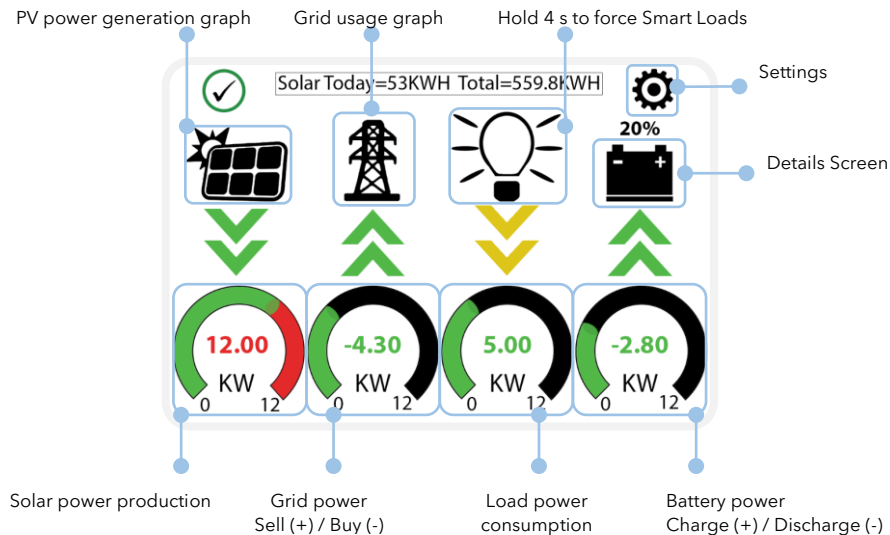 PV power generation graph
Grid usage graph
Hold 4 s to force Smart Loads
Solar Today=53KWH Total=559.8KWH
Settings
20%
- +
Details Screen
12.00
KW
0 12
-4.30
KW
0 12
5.00
KW
0 12
-2.80
KW
0 12
Solar power production
Grid power
Sell (+) / Buy (-)
Load power
consumption
Battery power
Charge (+) / Discharge (-)